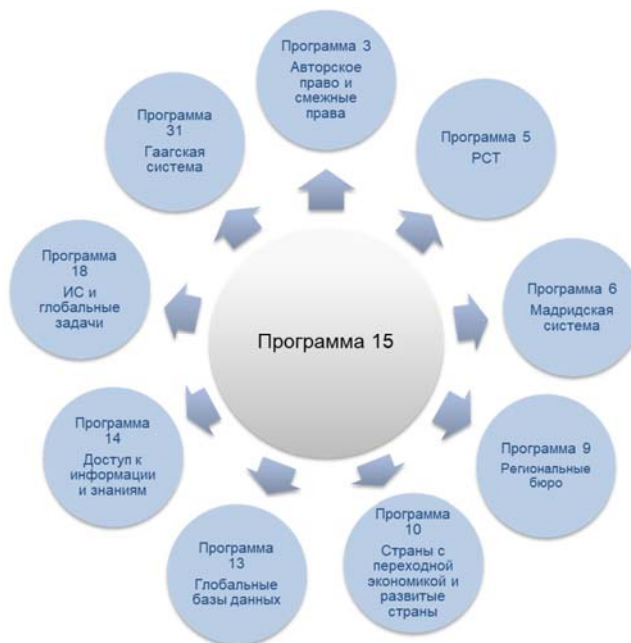 Программа 3
Авторское
право и
смежные
права
Программа 5
PCT
Программа 6
Мадридская
система
Программа 9
Региональные
бюро
Программа
10
Страны с
переходной
экономикой и
развитые
страны
Программа
13
Глобальные
базы данных
Программа
14
Доступ к
информации
и знаниям
Программа
18
ИС и
глобальные
задачи
Программа
31
Гаагская
система
Программа 15